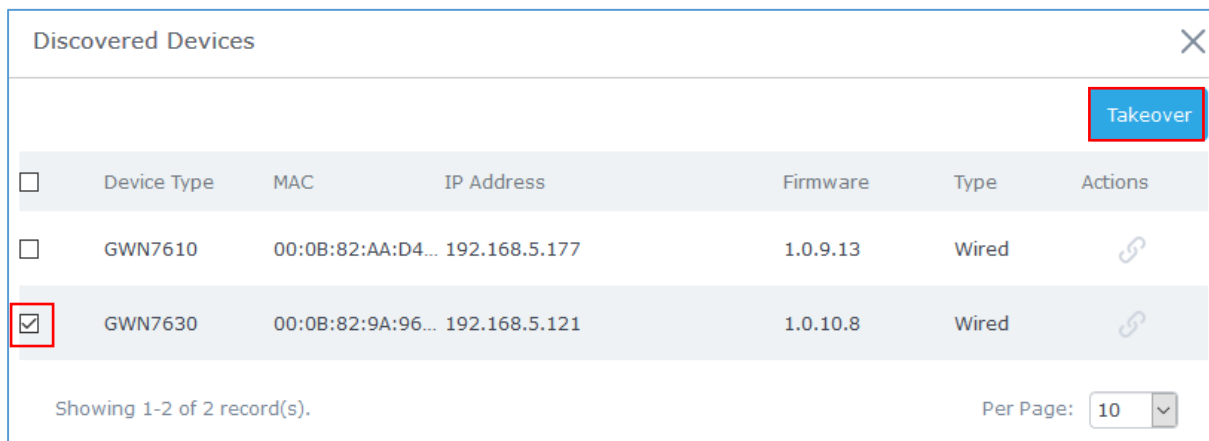 Discovered Devices
Takeover
Device Type MAC IP Address Firmware Type Actions
GWN7610 00:0B:82:AA:D4... 192.168.5.177 1.0.9.13 Wired
GWN7630 00:0B:82:9A:96... 192.168.5.121 1.0.10.8 Wired
Showing 1-2 of 2 record(s). Per Page: 10